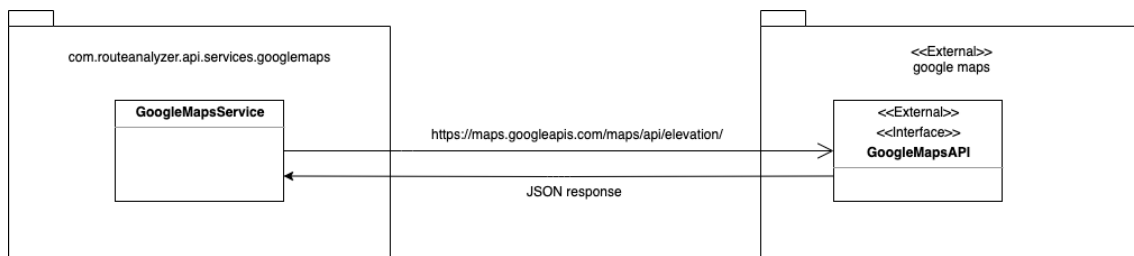 com.routeanalyzer.api.services.googlemaps
<<External>>
google maps
GoogleMapsService
<<External>>
<<Interface>>
GoogleMapsAPI
https://maps.googleapis.com/maps/api/elevation/
JSON response